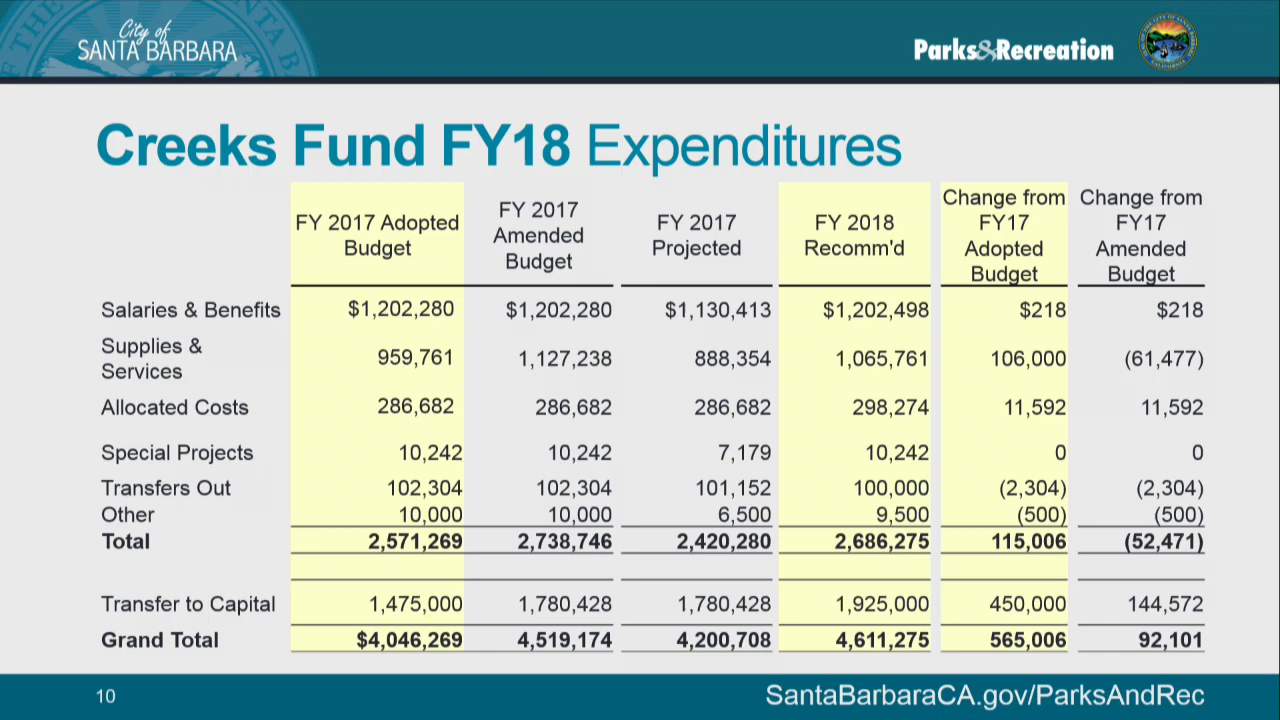 City of
SANTA BARBARA
Parks&Recreation
Creeks Fund FY18 Expenditures
FY 2017 Adopted Budget FY 2017 Amended Budget FY 2017 Projected FY 2018 Recomm'd Change from FY17 Adopted Budget Change from FY17 Amended Budget
Salaries & Benefits $1,202,280 $1,202,280 $1,130,413 $1,202,498 $218 $218
Supplies & Services 959,761 1,127,238 888,354 1,065,761 106,000 (61,477)
Allocated Costs 286,682 286,682 286,682 298,274 11,592 11,592
Special Projects 10,242 10,242 7,179 10,242 0 0
Transfers Out 102,304 102,304 101,152 100,000 (2,304) (2,304)
Other 10,000 10,000 6,500 9,500 (500) (500)
Total 2,571,269 2,738,746 2,420,280 2,686,275 115,006 (52,471)
Transfer to Capital 1,475,000 1,780,428 1,780,428 1,925,000 450,000 144,572
Grand Total $4,046,269 4,519,174 4,200,708 4,611,275 565,006 92,101
10
SantaBarbaraCA.gov/ParksAndRec